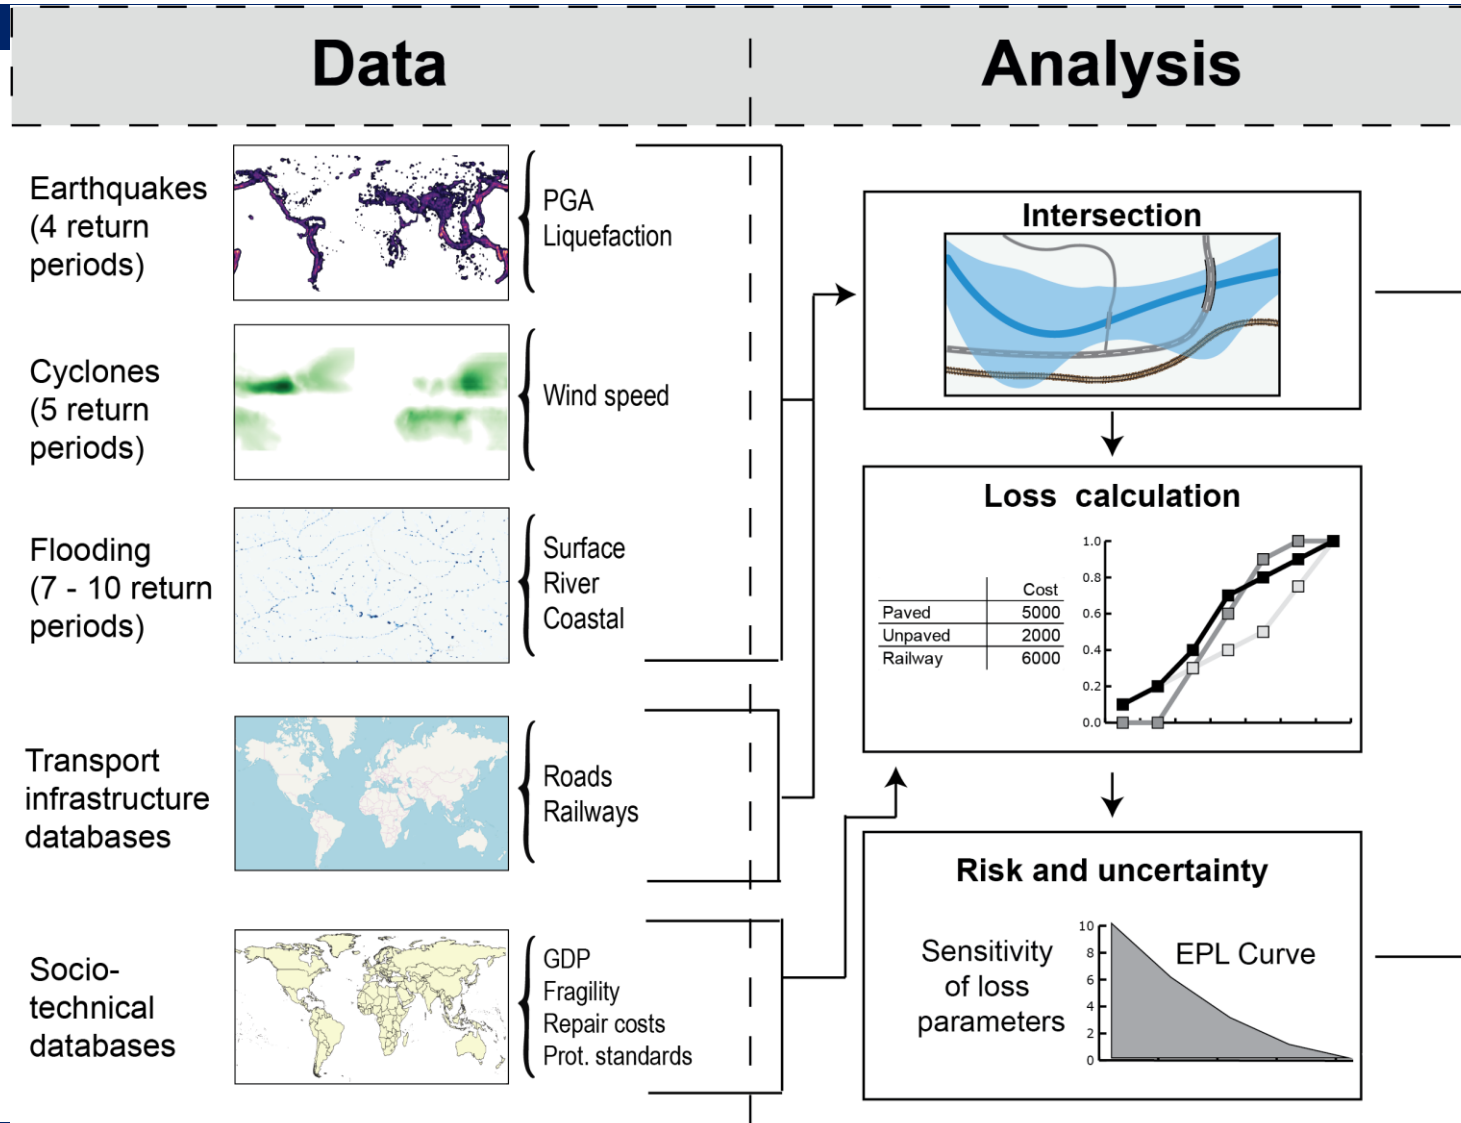 Data
Analysis
Earthquakes
(4 return
periods)
PGA
Liquefaction
Cyclones
(5 return
periods)
Wind speed
Flooding
(7 - 10 return
periods)
Surface
River
Coastal
Transport
infrastructure
databases
Roads
Railways
Socio-
technical
databases
GDP
Fragility
Repair costs
Prot. standards
Intersection
Loss calculation
Cost
Paved 5000
Unpaved 2000
Railway 6000
1.0
0.8
0.6
0.4
0.2
0.0
Risk and uncertainty
Sensitivity
of loss
parameters
EPL Curve
10
8
6
4
2
0